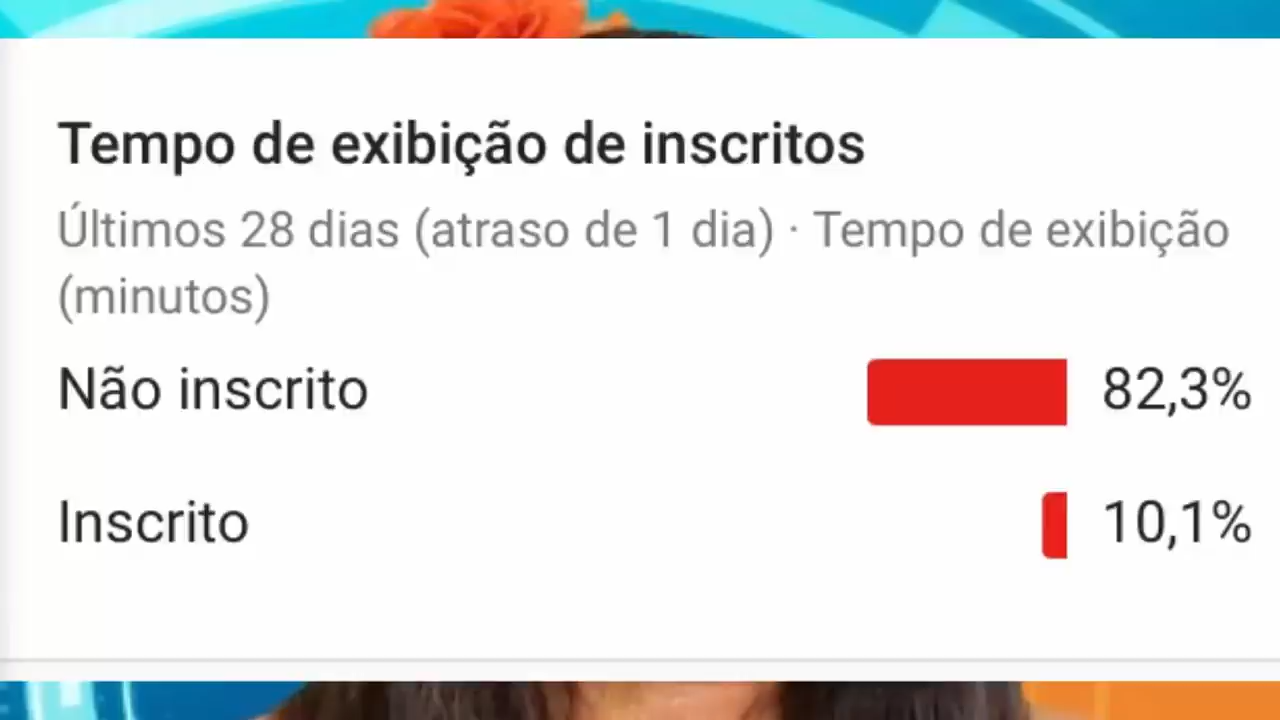 Tempo de exibição de inscritos
Últimos 28 dias (atraso de 1 dia) · Tempo de exibição
(minutos)
Não inscrito 82,3%
Inscrito 10,1%